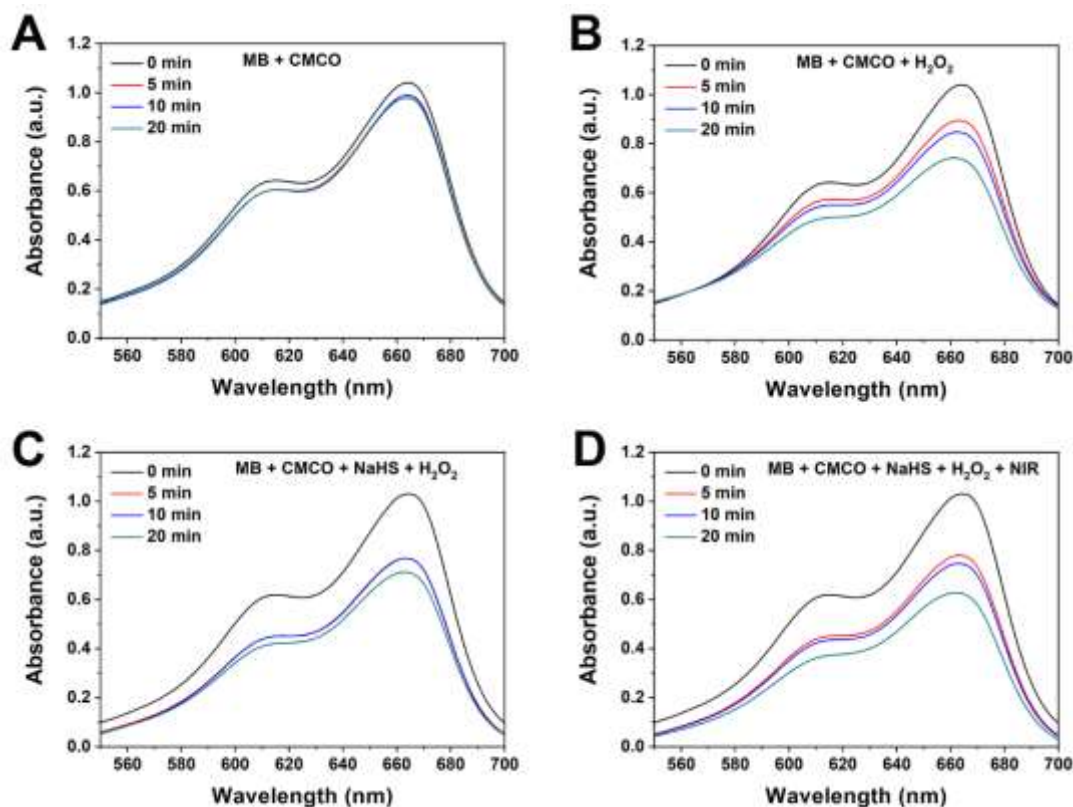 A
MB + CMCO
0 min
5 min
10 min
20 min
Absorbance (a.u.)
1.2
1.0
0.8
0.6
0.4
0.2
0.0
560 580 600 620 640 660 680 700
Wavelength (nm)
B
MB + CMCO + H₂O₂
0 min
5 min
10 min
20 min
Absorbance (a.u.)
1.2
1.0
0.8
0.6
0.4
0.2
0.0
560 580 600 620 640 660 680 700
Wavelength (nm)
C
MB + CMCO + NaHS + H₂O₂
0 min
5 min
10 min
20 min
Absorbance (a.u.)
1.2
1.0
0.8
0.6
0.4
0.2
0.0
560 580 600 620 640 660 680 700
Wavelength (nm)
D
MB + CMCO + NaHS + H₂O₂ + NIR
0 min
5 min
10 min
20 min
Absorbance (a.u.)
1.2
1.0
0.8
0.6
0.4
0.2
0.0
560 580 600 620 640 660 680 700
Wavelength (nm)